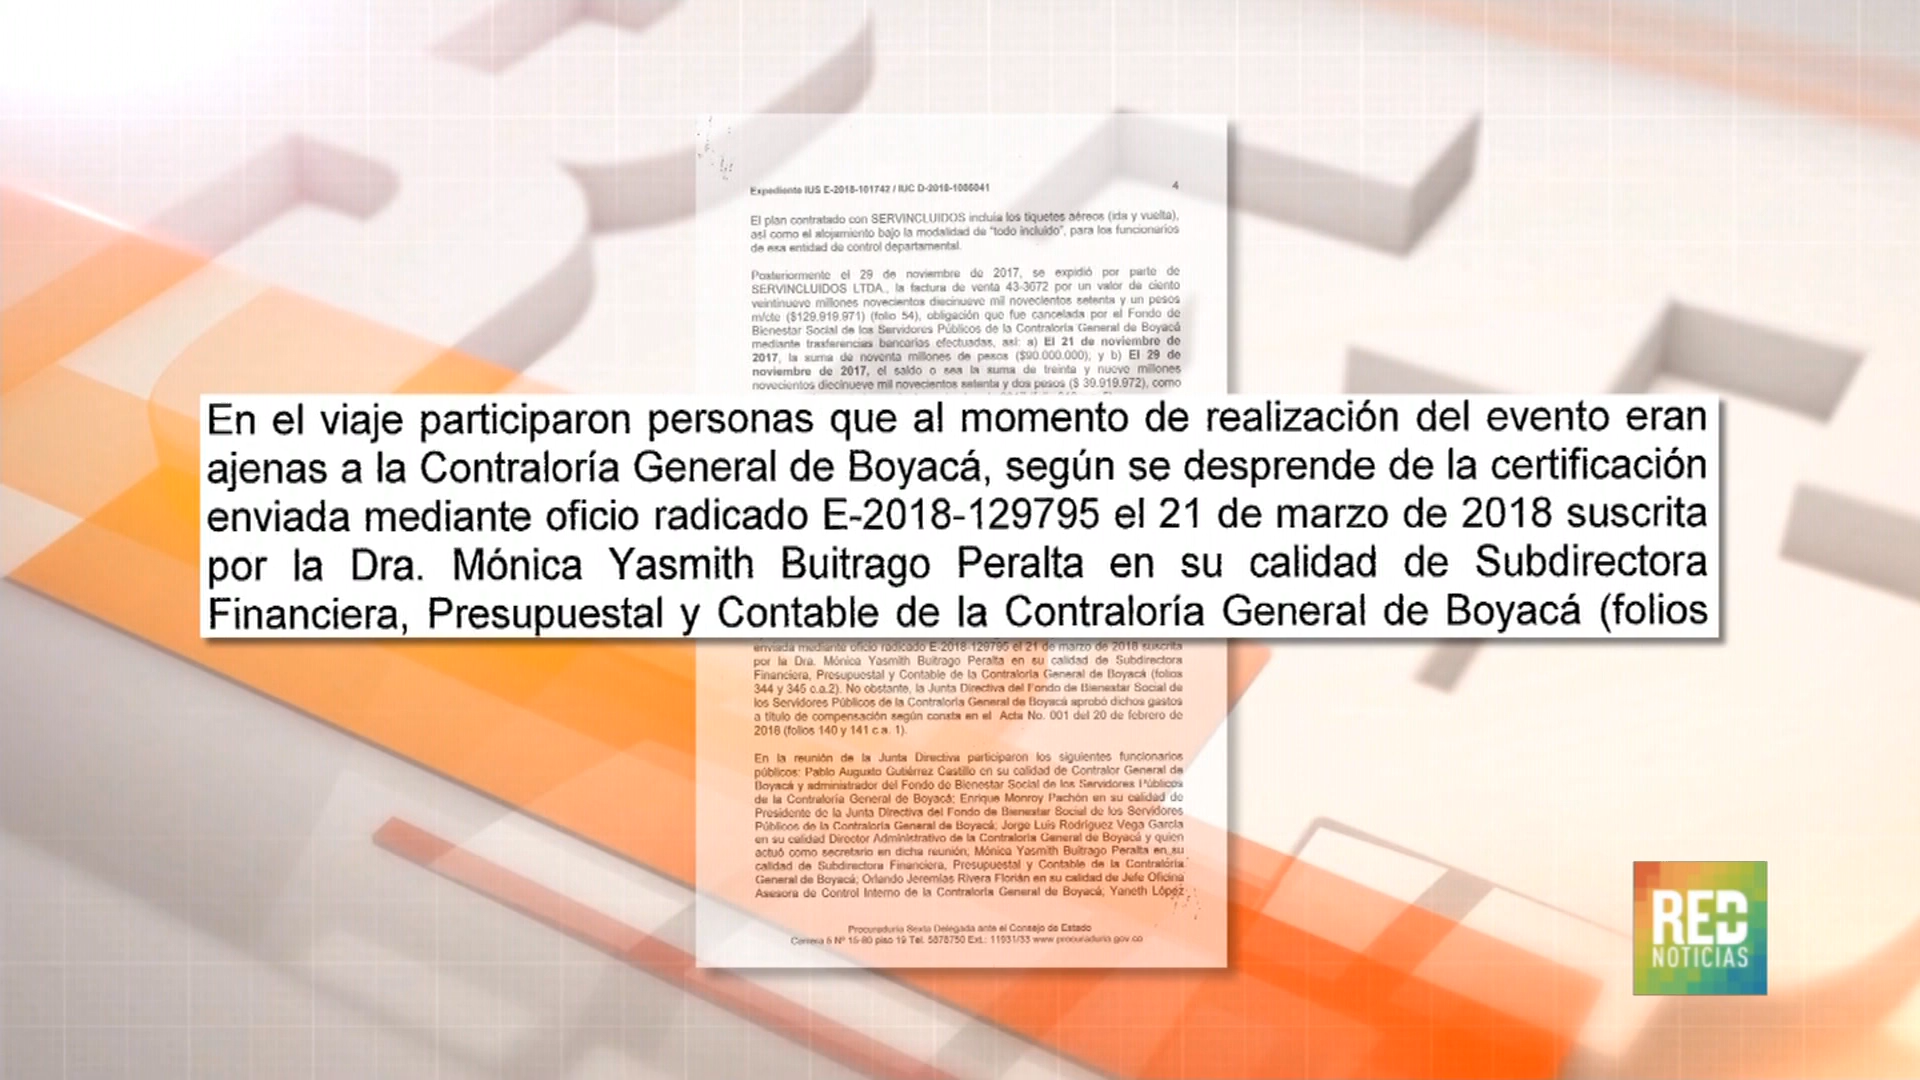 Expediente IUS E-2018-101742 / IUC D-2018-1086041
4
El plan contratado con SERVINCLUIDOS incluía los tiquetes aéreos (ida y vuelta),
así como el alojamiento bajo la modalidad de "todo incluido", para los funcionarios
de esa entidad de control departamental.
Posteriormente el 29 de noviembre de 2017, se expidió por parte de
SERVINCLUIDOS LTDA., la factura de venta 43-3672 por un valor de ciento
veintinueve millones novecientos diecinueve mil novecientos setenta y un pesos
m/cte ($129.919.971) (folio 54), obligación que fue cancelada por el Fondo de
Bienestar Social de los Servidores Públicos de la Contraloría General de Boyacá
mediante trasferencias bancarias efectuadas, así: a) El 21 de noviembre de
2017, la suma de noventa millones de pesos ($90.000.000), y b) El 29 de
noviembre de 2017, el saldo o sea la suma de treinta y nueve millones
novecientos diecinueve mil novecientos setenta y dos pesos ($ 39.919.972), como
En el viaje participaron personas que al momento de realización del evento eran
ajenas a la Contraloría General de Boyacá, según se desprende de la certificación
enviada mediante oficio radicado E-2018-129795 el 21 de marzo de 2018 suscrita
por la Dra. Mónica Yasmith Buitrago Peralta en su calidad de Subdirectora
Financiera, Presupuestal y Contable de la Contraloría General de Boyacá (folios
enviada mediante oficio radicado E-2018-129795 el 21 de marzo de 2018 suscrita
por la Dra. Mónica Yasmith Buitrago Peralta en su calidad de Subdirectora
Financiera, Presupuestal y Contable de la Contraloría General de Boyacá (folios
344 y 345 c.a.2). No obstante, la Junta Directiva del Fondo de Bienestar Social de
los Servidores Públicos de la Contraloría General de Boyacá aprobó dichos gastos
a título de compensación según consta en el Acta No. 001 del 20 de febrero de
2018 (folios 140 y 141 c.a. 1).
En la reunión de la Junta Directiva participaron los siguientes funcionarios
públicos: Pablo Augusto Gutiérrez Castillo en su calidad de Contralor General de
Boyacá y administrador del Fondo de Bienestar Social de los Servidores Públicos
de la Contraloría General de Boyacá; Enrique Monroy Pachón en su calidad de
Presidente de la Junta Directiva del Fondo de Bienestar Social de los Servidores
Públicos de la Contraloría General de Boyacá; Jorge Luis Rodríguez Vega García
en su calidad Director Administrativo de la Contraloría General de Boyacá y quien
actuó como secretario en dicha reunión; Mónica Yasmith Buitrago Peralta en su
calidad de Subdirectora Financiera, Presupuestal y Contable de la Contraloría
General de Boyacá; Orlando Jeremías Rivera Florián en su calidad de Jefe Oficina
Asesora de Control Interno de la Contraloría General de Boyacá; Yaneth López
Procuraduría Sexta Delegada ante el Consejo de Estado
Carrera 5 Nº 15-80 piso 19 Tel. 5878750 Ext.: 11931/33 www.procuraduria.gov.co
RED
NOTICIAS